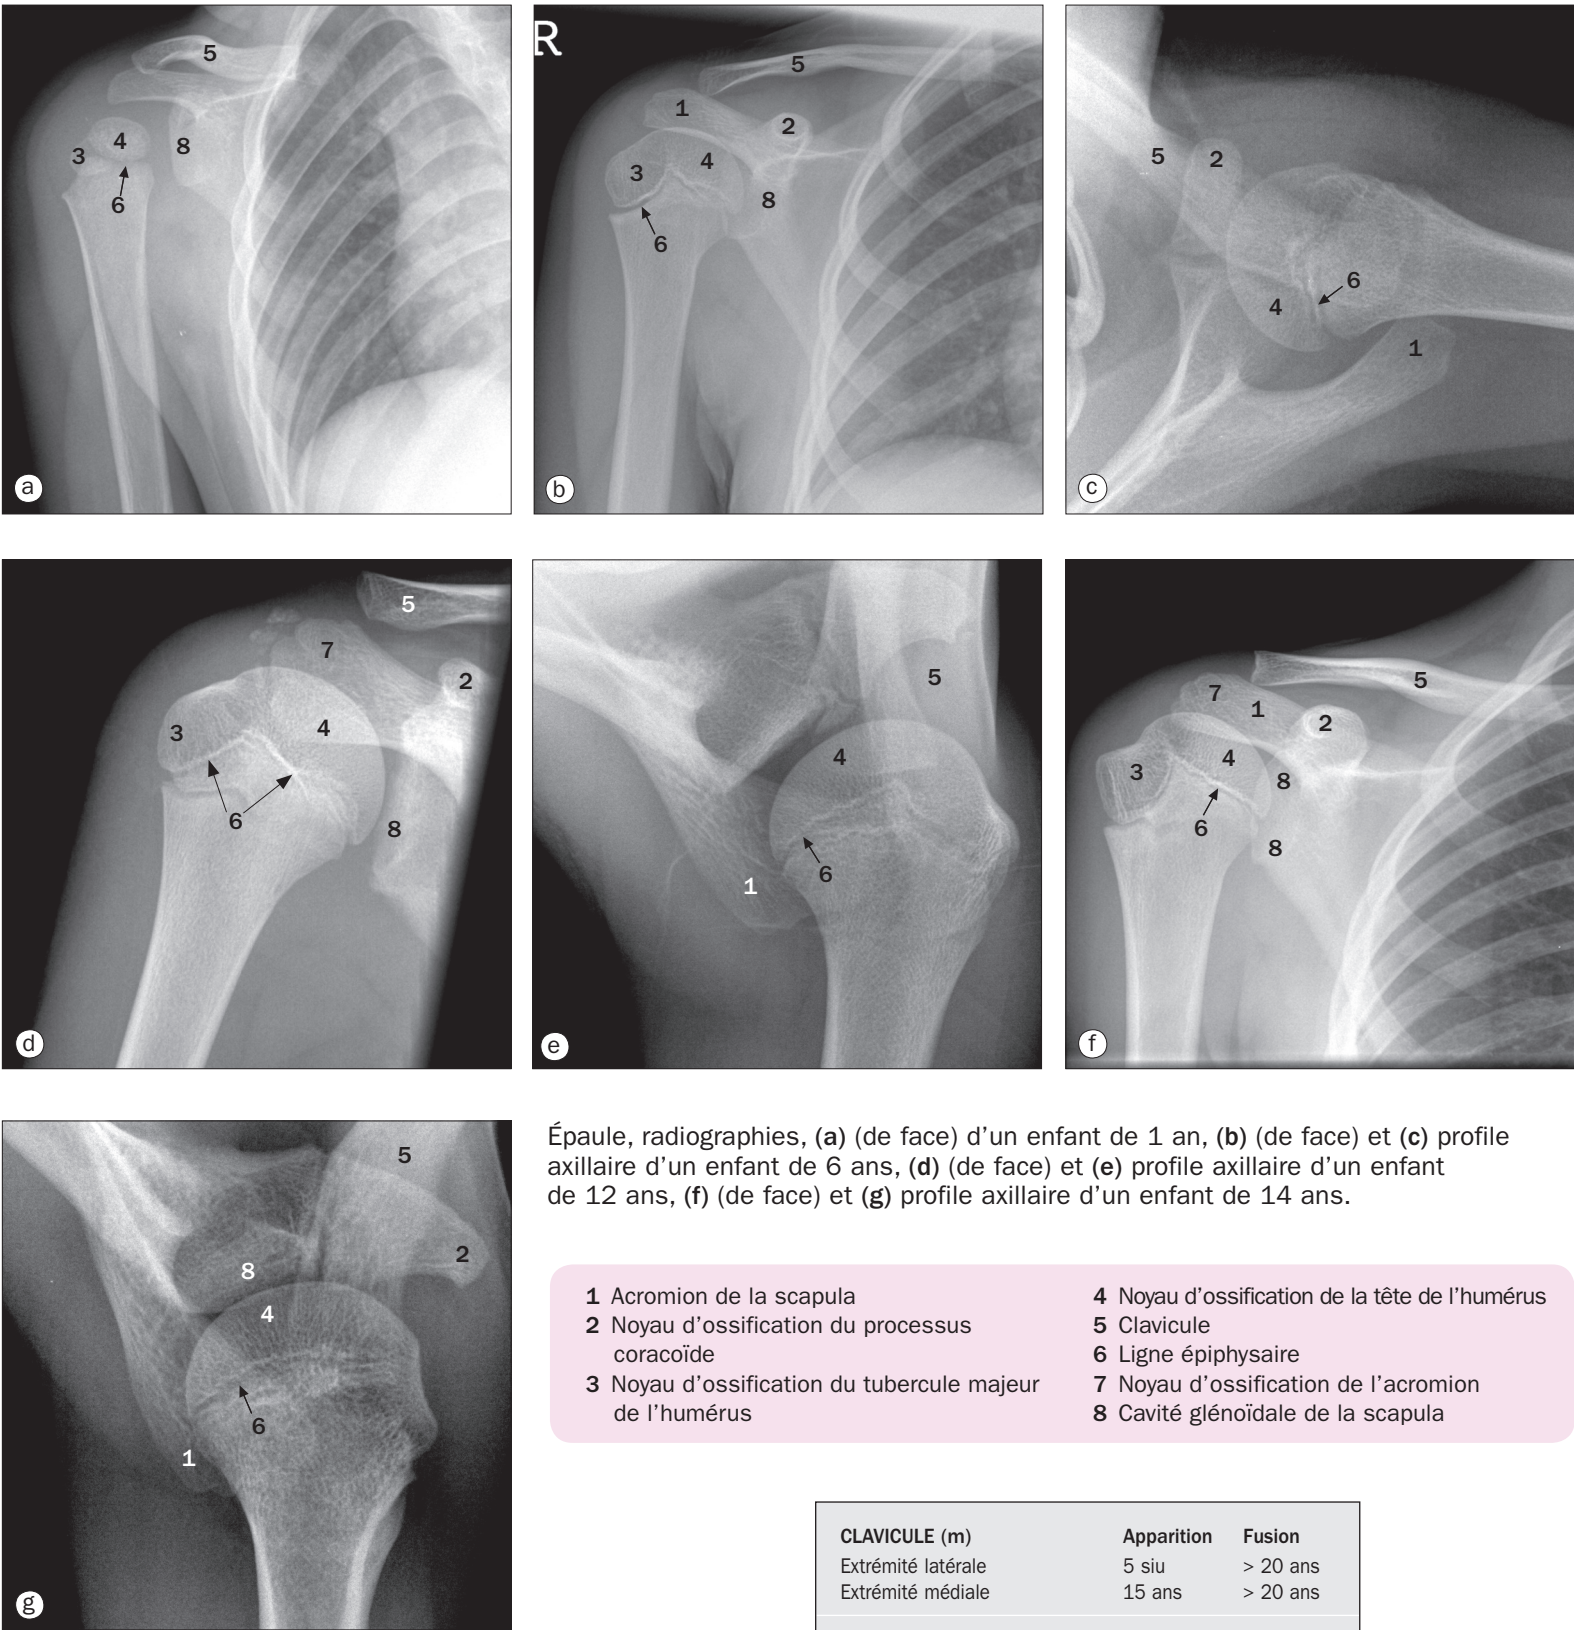 5
4
3
8
6
a
R
5
1
2
4
3
8
6
b
5
2
6
4
1
c
5
7
2
3
4
6
8
d
5
4
6
1
e
5
7
1
2
4
3
8
6
8
f
5
2
8
4
6
1
g
Épaule, radiographies, (a) (de face) d’un enfant de 1 an, (b) (de face) et (c) profile
axillaire d’un enfant de 6 ans, (d) (de face) et (e) profile axillaire d’un enfant
de 12 ans, (f) (de face) et (g) profile axillaire d’un enfant de 14 ans.
1 Acromion de la scapula
2 Noyau d’ossification du processus
coracoïde
3 Noyau d’ossification du tubercule majeur
de l’humérus
4 Noyau d’ossification de la tête de l’humérus
5 Clavicule
6 Ligne épiphysaire
7 Noyau d’ossification de l’acromion
8 Cavité glénoïdale de la scapula
CLAVICULE (m) Apparition Fusion
Extrémité latérale 5 siu > 20 ans
Extrémité médiale 15 ans > 20 ans